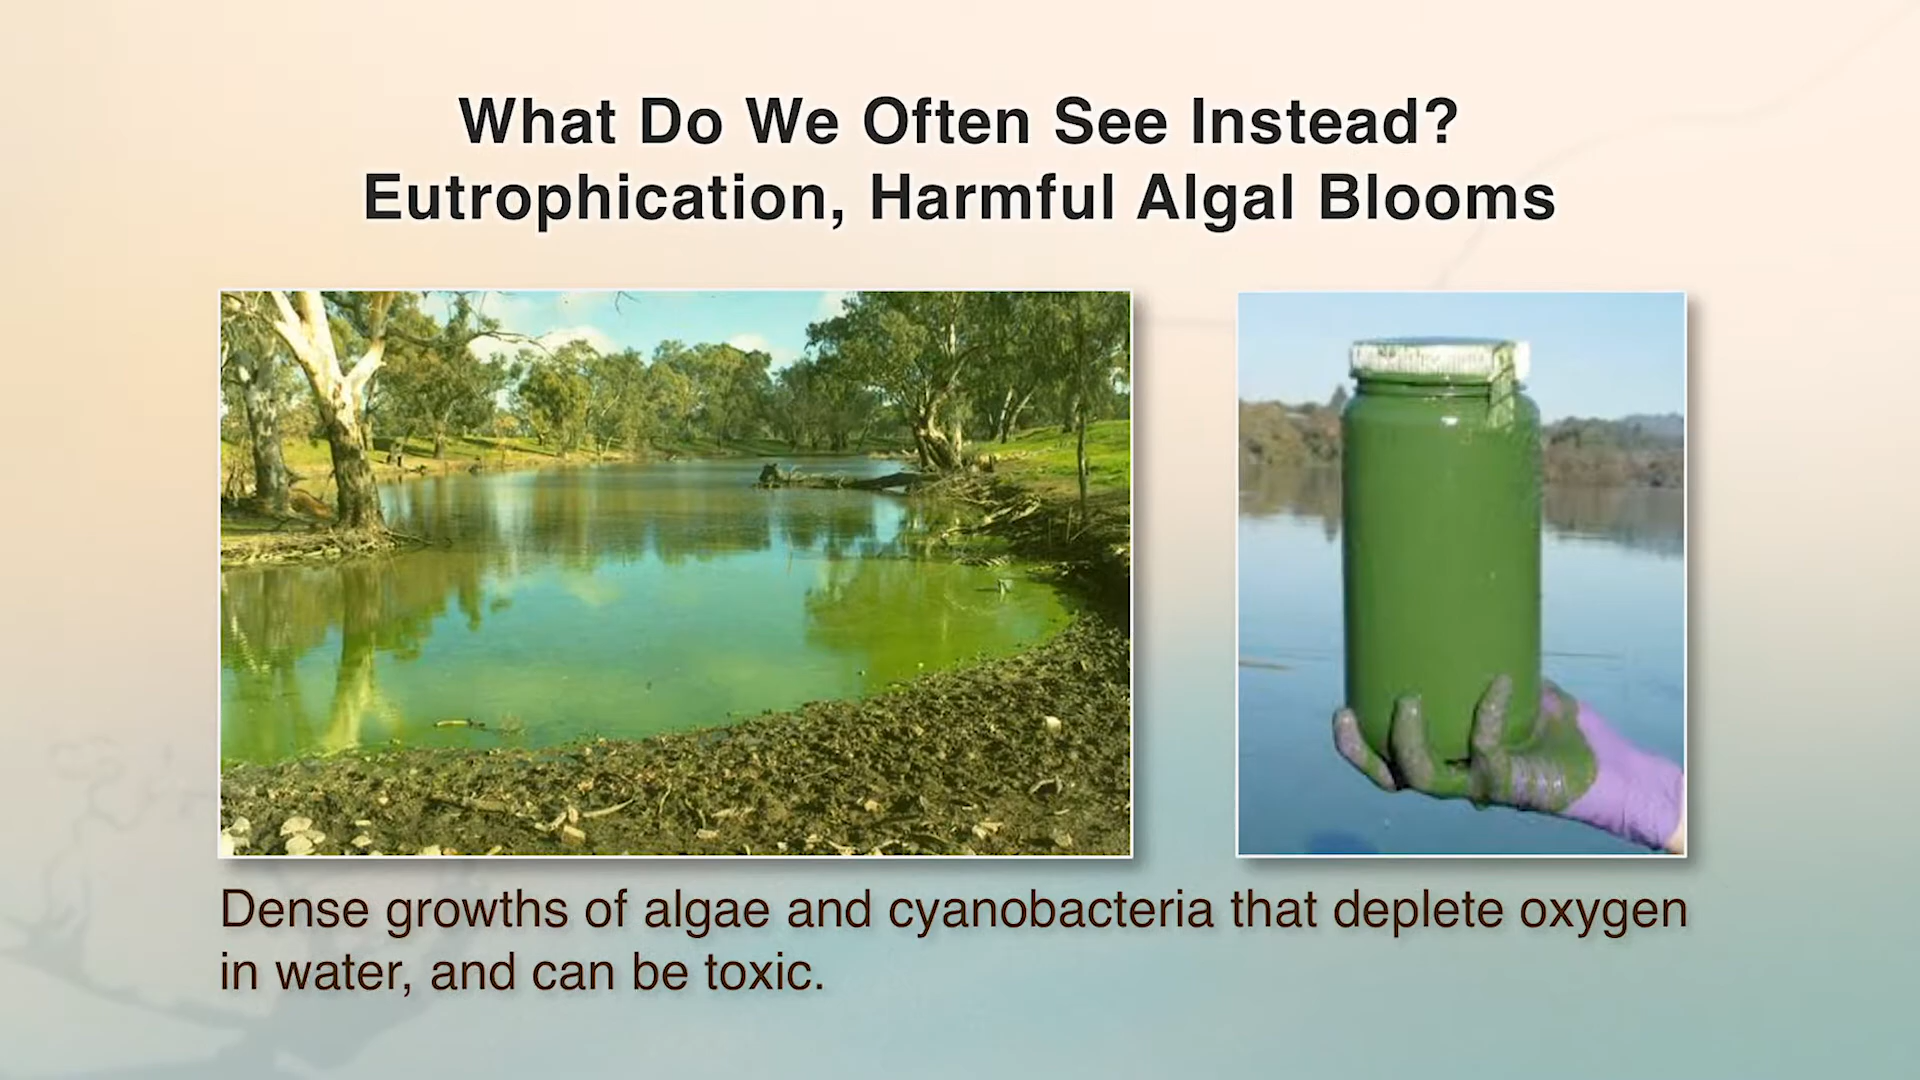 What Do We Often See Instead?
Eutrophication, Harmful Algal Blooms
Dense growths of algae and cyanobacteria that deplete oxygen
in water, and can be toxic.